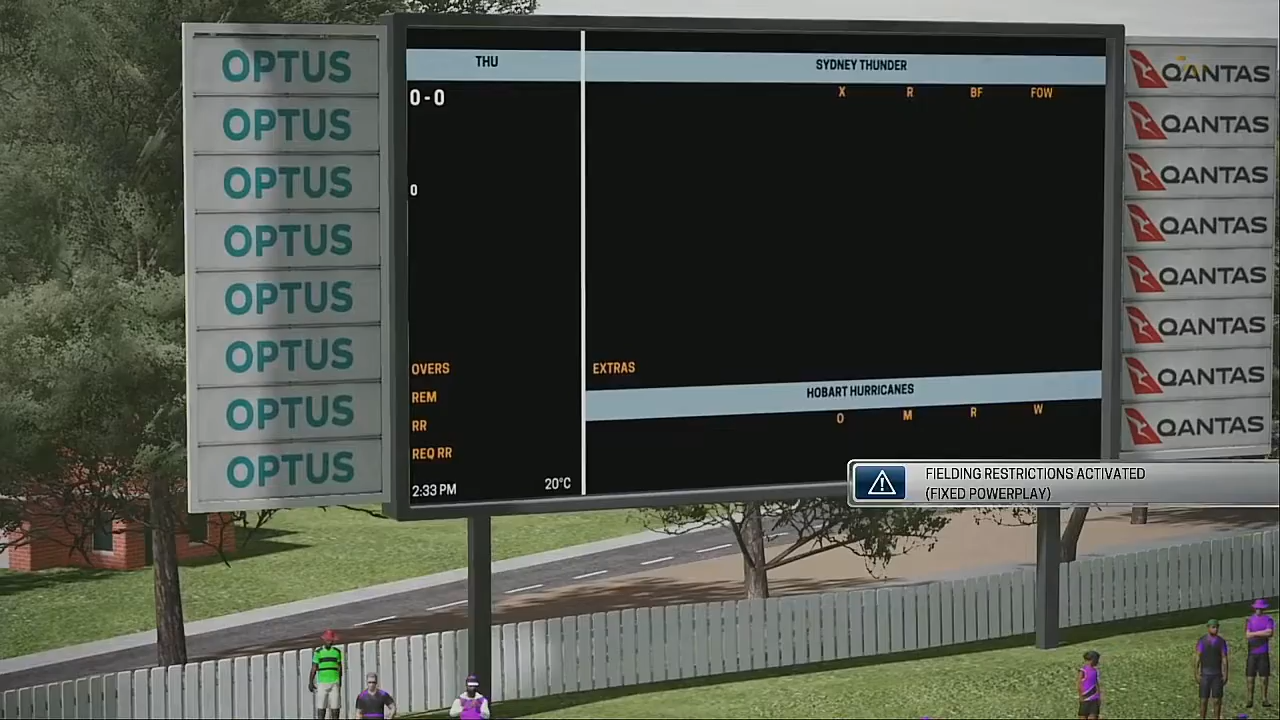 OPTUS
OPTUS
OPTUS
OPTUS
OPTUS
OPTUS
OPTUS
OPTUS
THU
0-0
0
OVERS
REM
RR
REQ RR
2:33 PM 20°C
SYDNEY THUNDER
X R BF FOW
EXTRAS
HOBART HURRICANES
O M R W
QANTAS
QANTAS
QANTAS
QANTAS
QANTAS
QANTAS
QANTAS
QANTAS
FIELDING RESTRICTIONS ACTIVATED
(FIXED POWERPLAY)